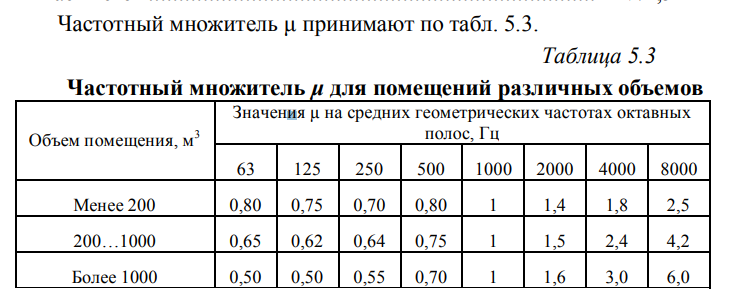 Частотный множитель μ принимают по табл. 5.3.
Таблица 5.3
Частотный множитель μ для помещений различных объемов
Объем помещения, м³
Значения μ на средних геометрических частотах октавных
полос, Гц
63 125 250 500 1000 2000 4000 8000
Менее 200 0,80 0,75 0,70 0,80 1 1,4 1,8 2,5
200…1000 0,65 0,62 0,64 0,75 1 1,5 2,4 4,2
Более 1000 0,50 0,50 0,55 0,70 1 1,6 3,0 6,0